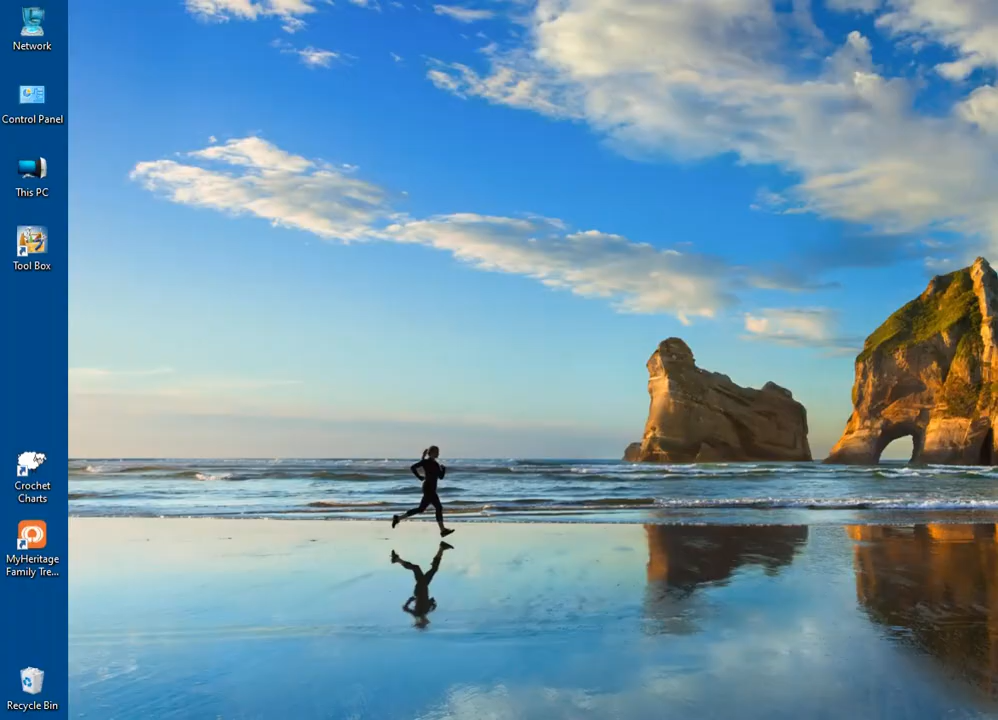 Network
Control Panel
This PC
Tool Box
Crochet
Charts
MyHeritage
Family Tre...
Recycle Bin